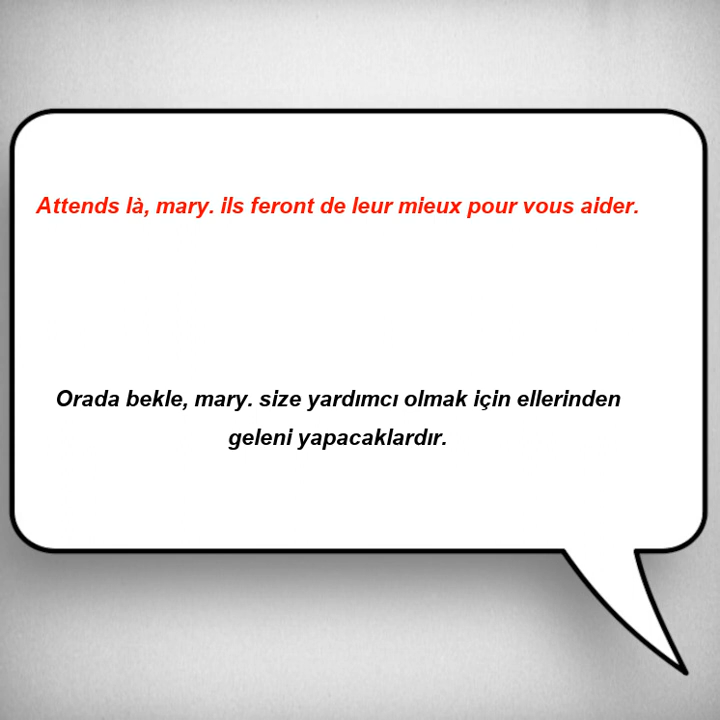 Attends là, mary. ils feront de leur mieux pour vous aider.
Orada bekle, mary. size yardımcı olmak için ellerinden
geleni yapacaklardır.